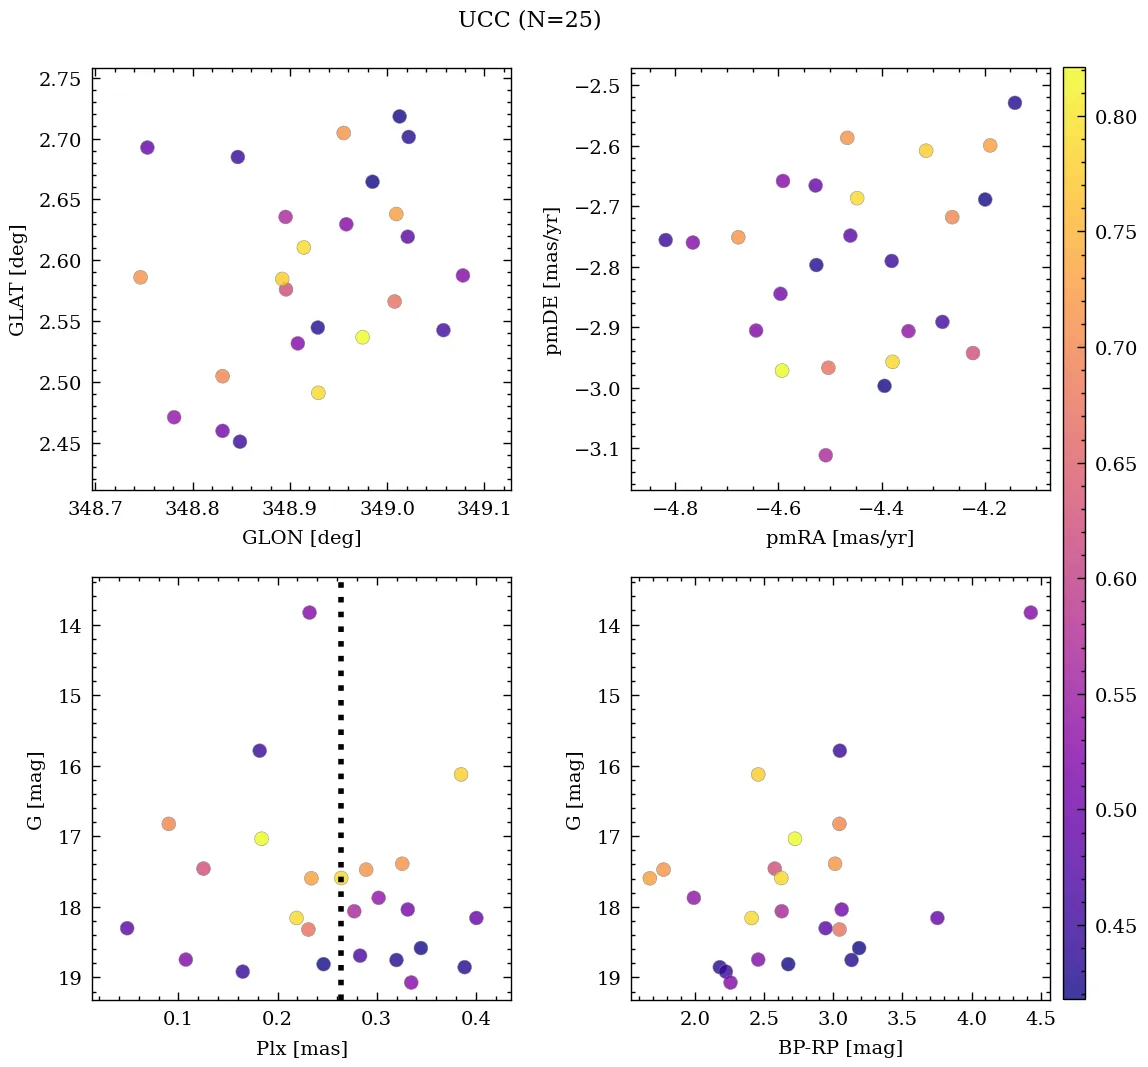 UCC (N=25)
2.75
2.70
2.65
2.60
2.55
2.50
2.45
GLAT [deg]
348.7 348.8 348.9 349.0 349.1
GLON [deg]
−2.5
−2.6
−2.7
−2.8
−2.9
−3.0
−3.1
pmDE [mas/yr]
−4.8 −4.6 −4.4 −4.2
pmRA [mas/yr]
14
15
16
17
18
19
G [mag]
0.1 0.2 0.3 0.4
Plx [mas]
14
15
16
17
18
19
G [mag]
2.0 2.5 3.0 3.5 4.0 4.5
BP-RP [mag]
0.80
0.75
0.70
0.65
0.60
0.55
0.50
0.45